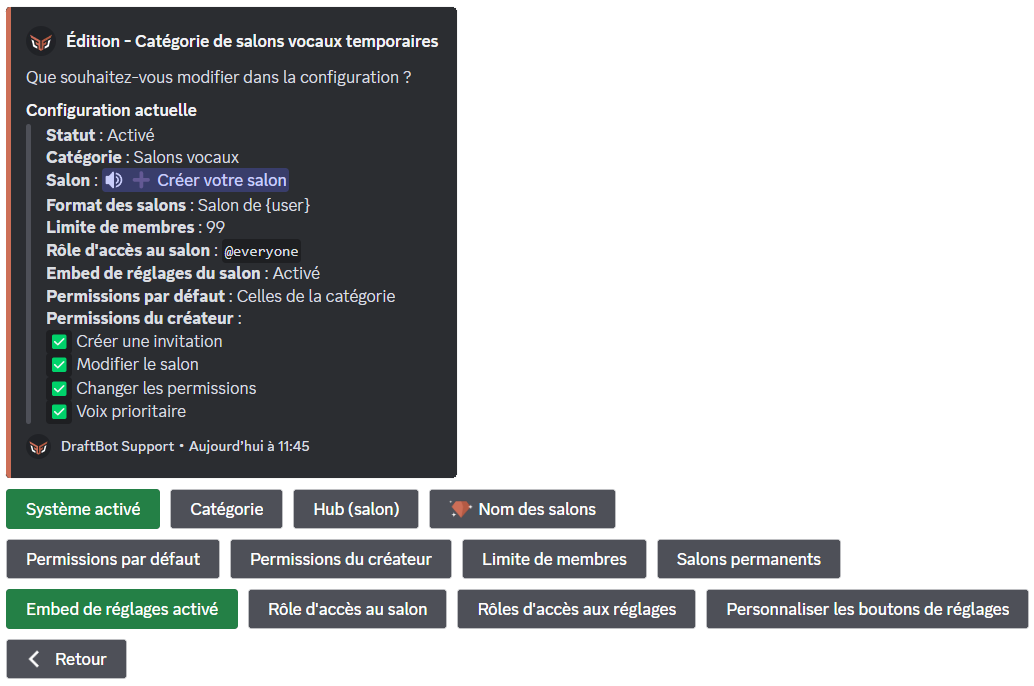 Édition - Catégorie de salons vocaux temporaires
Que souhaitez-vous modifier dans la configuration ?
Configuration actuelle
Statut : Activé
Catégorie : Salons vocaux
Salon : Créer votre salon
Format des salons : Salon de {user}
Limite de membres : 99
Rôle d'accès au salon : @everyone
Embed de réglages du salon : Activé
Permissions par défaut : Celles de la catégorie
Permissions du créateur :
Créer une invitation
Modifier le salon
Changer les permissions
Voix prioritaire
DraftBot Support • Aujourd’hui à 11:45
Système activé Catégorie Hub (salon) Nom des salons
Permissions par défaut Permissions du créateur Limite de membres Salons permanents
Embed de réglages activé Rôle d'accès au salon Rôles d'accès aux réglages Personnaliser les boutons de réglages
Retour